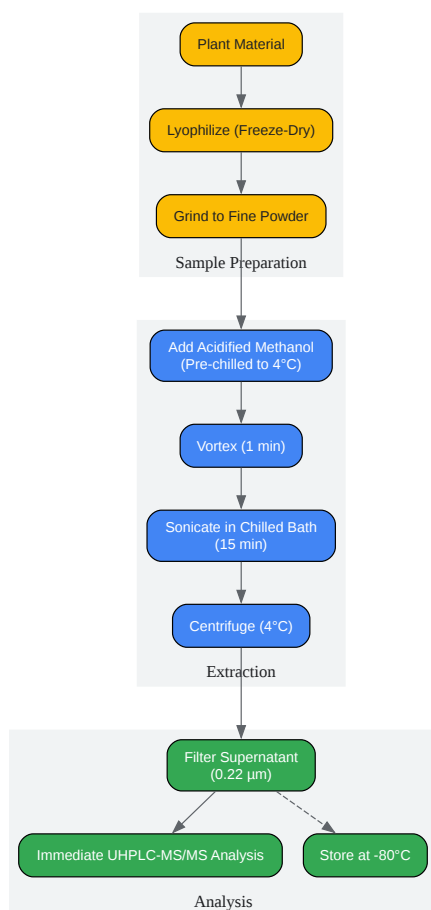 Plant Material
Lyophilize (Freeze-Dry)
Grind to Fine Powder
Sample Preparation
Add Acidified Methanol
(Pre-chilled to 4°C)
Vortex (1 min)
Sonicate in Chilled Bath
(15 min)
Centrifuge (4°C)
Extraction
Filter Supernatant
(0.22 µm)
Immediate UHPLC-MS/MS Analysis
Store at -80°C
Analysis